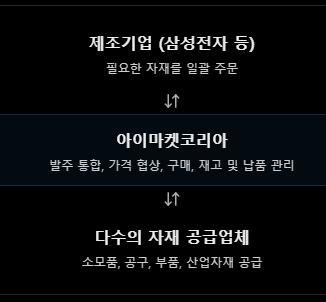 제조기업 (삼성전자 등)
필요한 자재를 일괄 주문
↓↑
아이마켓코리아
발주 통합, 가격 협상, 구매, 재고 및 납품 관리
↓↑
다수의 자재 공급업체
소모품, 공구, 부품, 산업자재 공급